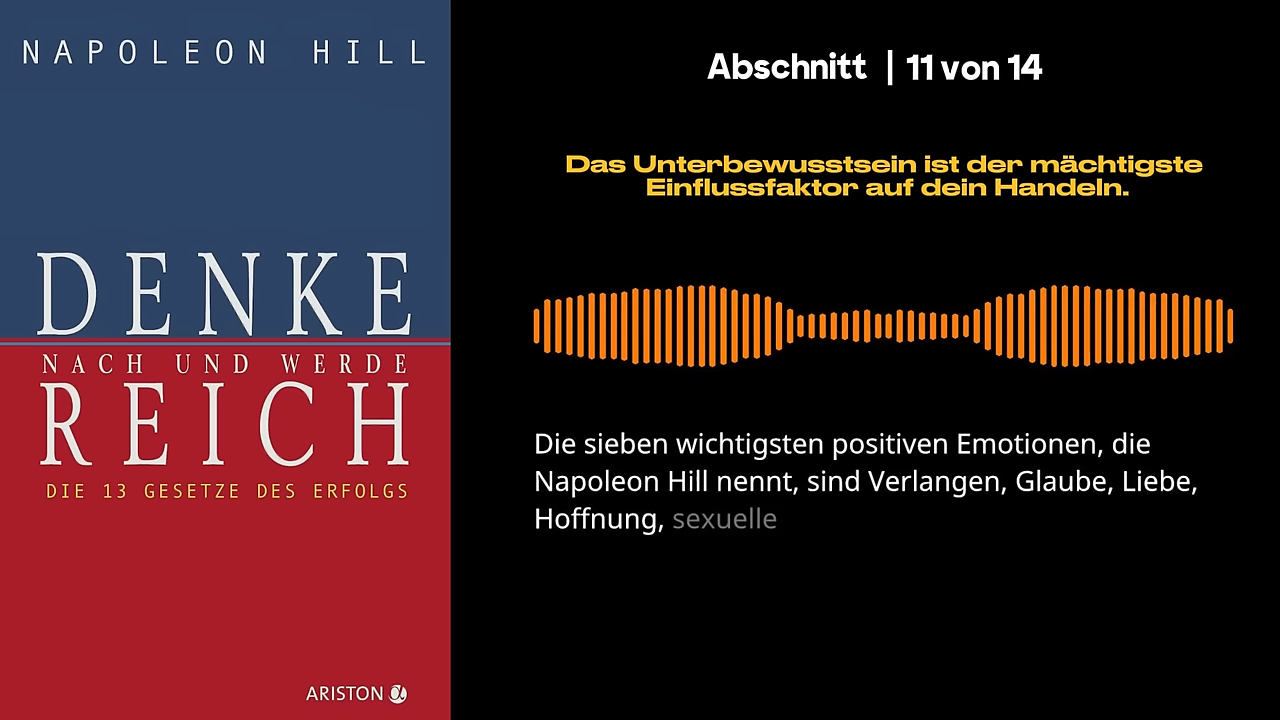 NAPOLEON HILL
DENKE
NACH UND WERDE
REICH
DIE 13 GESETZE DES ERFOLGS
ARISTON
Abschnitt | 11 von 14
Das Unterbewusstsein ist der mächtigste
Einflussfaktor auf dein Handeln.
Die sieben wichtigsten positiven Emotionen, die
Napoleon Hill nennt, sind Verlangen, Glaube, Liebe,
Hoffnung, sexuelle